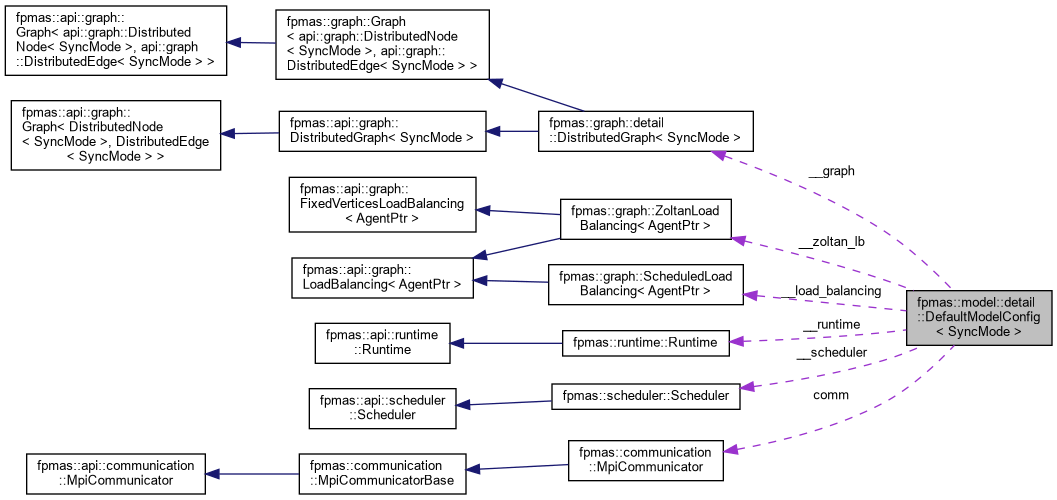 fpmas::api::graph::
Graph< api::graph::Distributed
Node< SyncMode >, api::graph
::DistributedEdge< SyncMode > >
fpmas::graph::Graph
< api::graph::DistributedNode
< SyncMode >, api::graph::
DistributedEdge< SyncMode > >
fpmas::api::graph::
Graph< DistributedNode
< SyncMode >, DistributedEdge
< SyncMode > >
fpmas::api::graph::
DistributedGraph< SyncMode >
fpmas::graph::detail
::DistributedGraph< SyncMode >
__graph
fpmas::api::graph::
FixedVerticesLoadBalancing
< AgentPtr >
fpmas::graph::ZoltanLoad
Balancing< AgentPtr >
__zoltan_lb
fpmas::api::graph::
LoadBalancing< AgentPtr >
fpmas::graph::ScheduledLoad
Balancing< AgentPtr >
__load_balancing
fpmas::model::detail
::DefaultModelConfig
< SyncMode >
fpmas::api::runtime
::Runtime
fpmas::runtime::Runtime
__runtime
__scheduler
fpmas::api::scheduler
::Scheduler
fpmas::scheduler::Scheduler
comm
fpmas::api::communication
::MpiCommunicator
fpmas::communication
::MpiCommunicatorBase
fpmas::communication
::MpiCommunicator